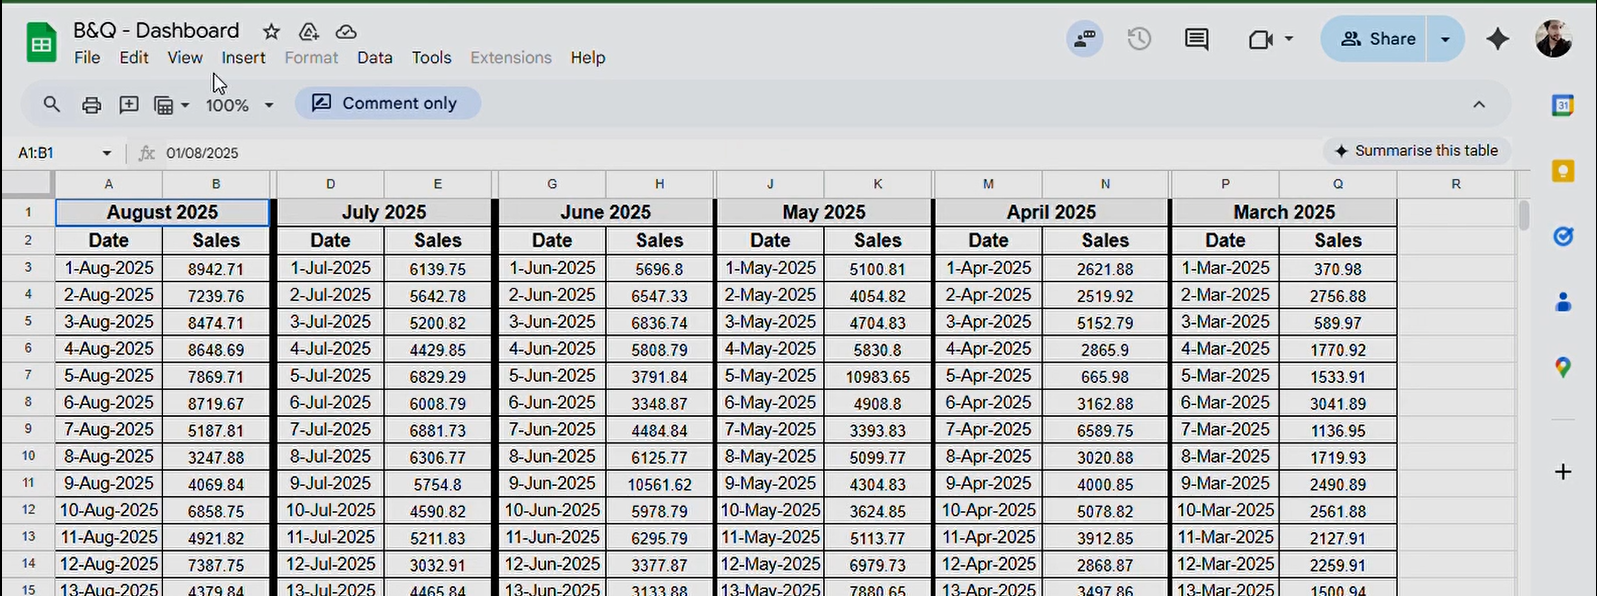 B&Q - Dashboard
File Edit View Insert Format Data Tools Extensions Help
Share
100% Comment only
A1:B1 fx 01/08/2025 Summarise this table
A B D E G H J K M N P Q R
1 August 2025 July 2025 June 2025 May 2025 April 2025 March 2025
2 Date Sales Date Sales Date Sales Date Sales Date Sales Date Sales
3 1-Aug-2025 8942.71 1-Jul-2025 6139.75 1-Jun-2025 5696.8 1-May-2025 5100.81 1-Apr-2025 2621.88 1-Mar-2025 370.98
4 2-Aug-2025 7239.76 2-Jul-2025 5642.78 2-Jun-2025 6547.33 2-May-2025 4054.82 2-Apr-2025 2519.92 2-Mar-2025 2756.88
5 3-Aug-2025 8474.71 3-Jul-2025 5200.82 3-Jun-2025 6836.74 3-May-2025 4704.83 3-Apr-2025 5152.79 3-Mar-2025 589.97
6 4-Aug-2025 8648.69 4-Jul-2025 4429.85 4-Jun-2025 5808.79 4-May-2025 5830.8 4-Apr-2025 2865.9 4-Mar-2025 1770.92
7 5-Aug-2025 7869.71 5-Jul-2025 6829.29 5-Jun-2025 3791.84 5-May-2025 10983.65 5-Apr-2025 665.98 5-Mar-2025 1533.91
8 6-Aug-2025 8719.67 6-Jul-2025 6008.79 6-Jun-2025 3348.87 6-May-2025 4908.8 6-Apr-2025 3162.88 6-Mar-2025 3041.89
9 7-Aug-2025 5187.81 7-Jul-2025 6881.73 7-Jun-2025 4484.84 7-May-2025 3393.83 7-Apr-2025 6589.75 7-Mar-2025 1136.95
10 8-Aug-2025 3247.88 8-Jul-2025 6306.77 8-Jun-2025 6125.77 8-May-2025 5099.77 8-Apr-2025 3020.88 8-Mar-2025 1719.93
11 9-Aug-2025 4069.84 9-Jul-2025 5754.8 9-Jun-2025 10561.62 9-May-2025 4304.83 9-Apr-2025 4000.85 9-Mar-2025 2490.89
12 10-Aug-2025 6858.75 10-Jul-2025 4590.82 10-Jun-2025 5978.79 10-May-2025 3624.85 10-Apr-2025 5078.82 10-Mar-2025 2561.88
13 11-Aug-2025 4921.82 11-Jul-2025 5211.83 11-Jun-2025 6295.79 11-May-2025 5113.77 11-Apr-2025 3912.85 11-Mar-2025 2127.91
14 12-Aug-2025 7387.75 12-Jul-2025 3032.91 12-Jun-2025 3377.87 12-May-2025 6979.73 12-Apr-2025 2868.87 12-Mar-2025 2259.91
15 13-Aug-2025 4379.84 13-Jul-2025 4465.84 13-Jun-2025 3133.88 13-May-2025 7880.65 13-Apr-2025 3497.86 13-Mar-2025 1500.94
31